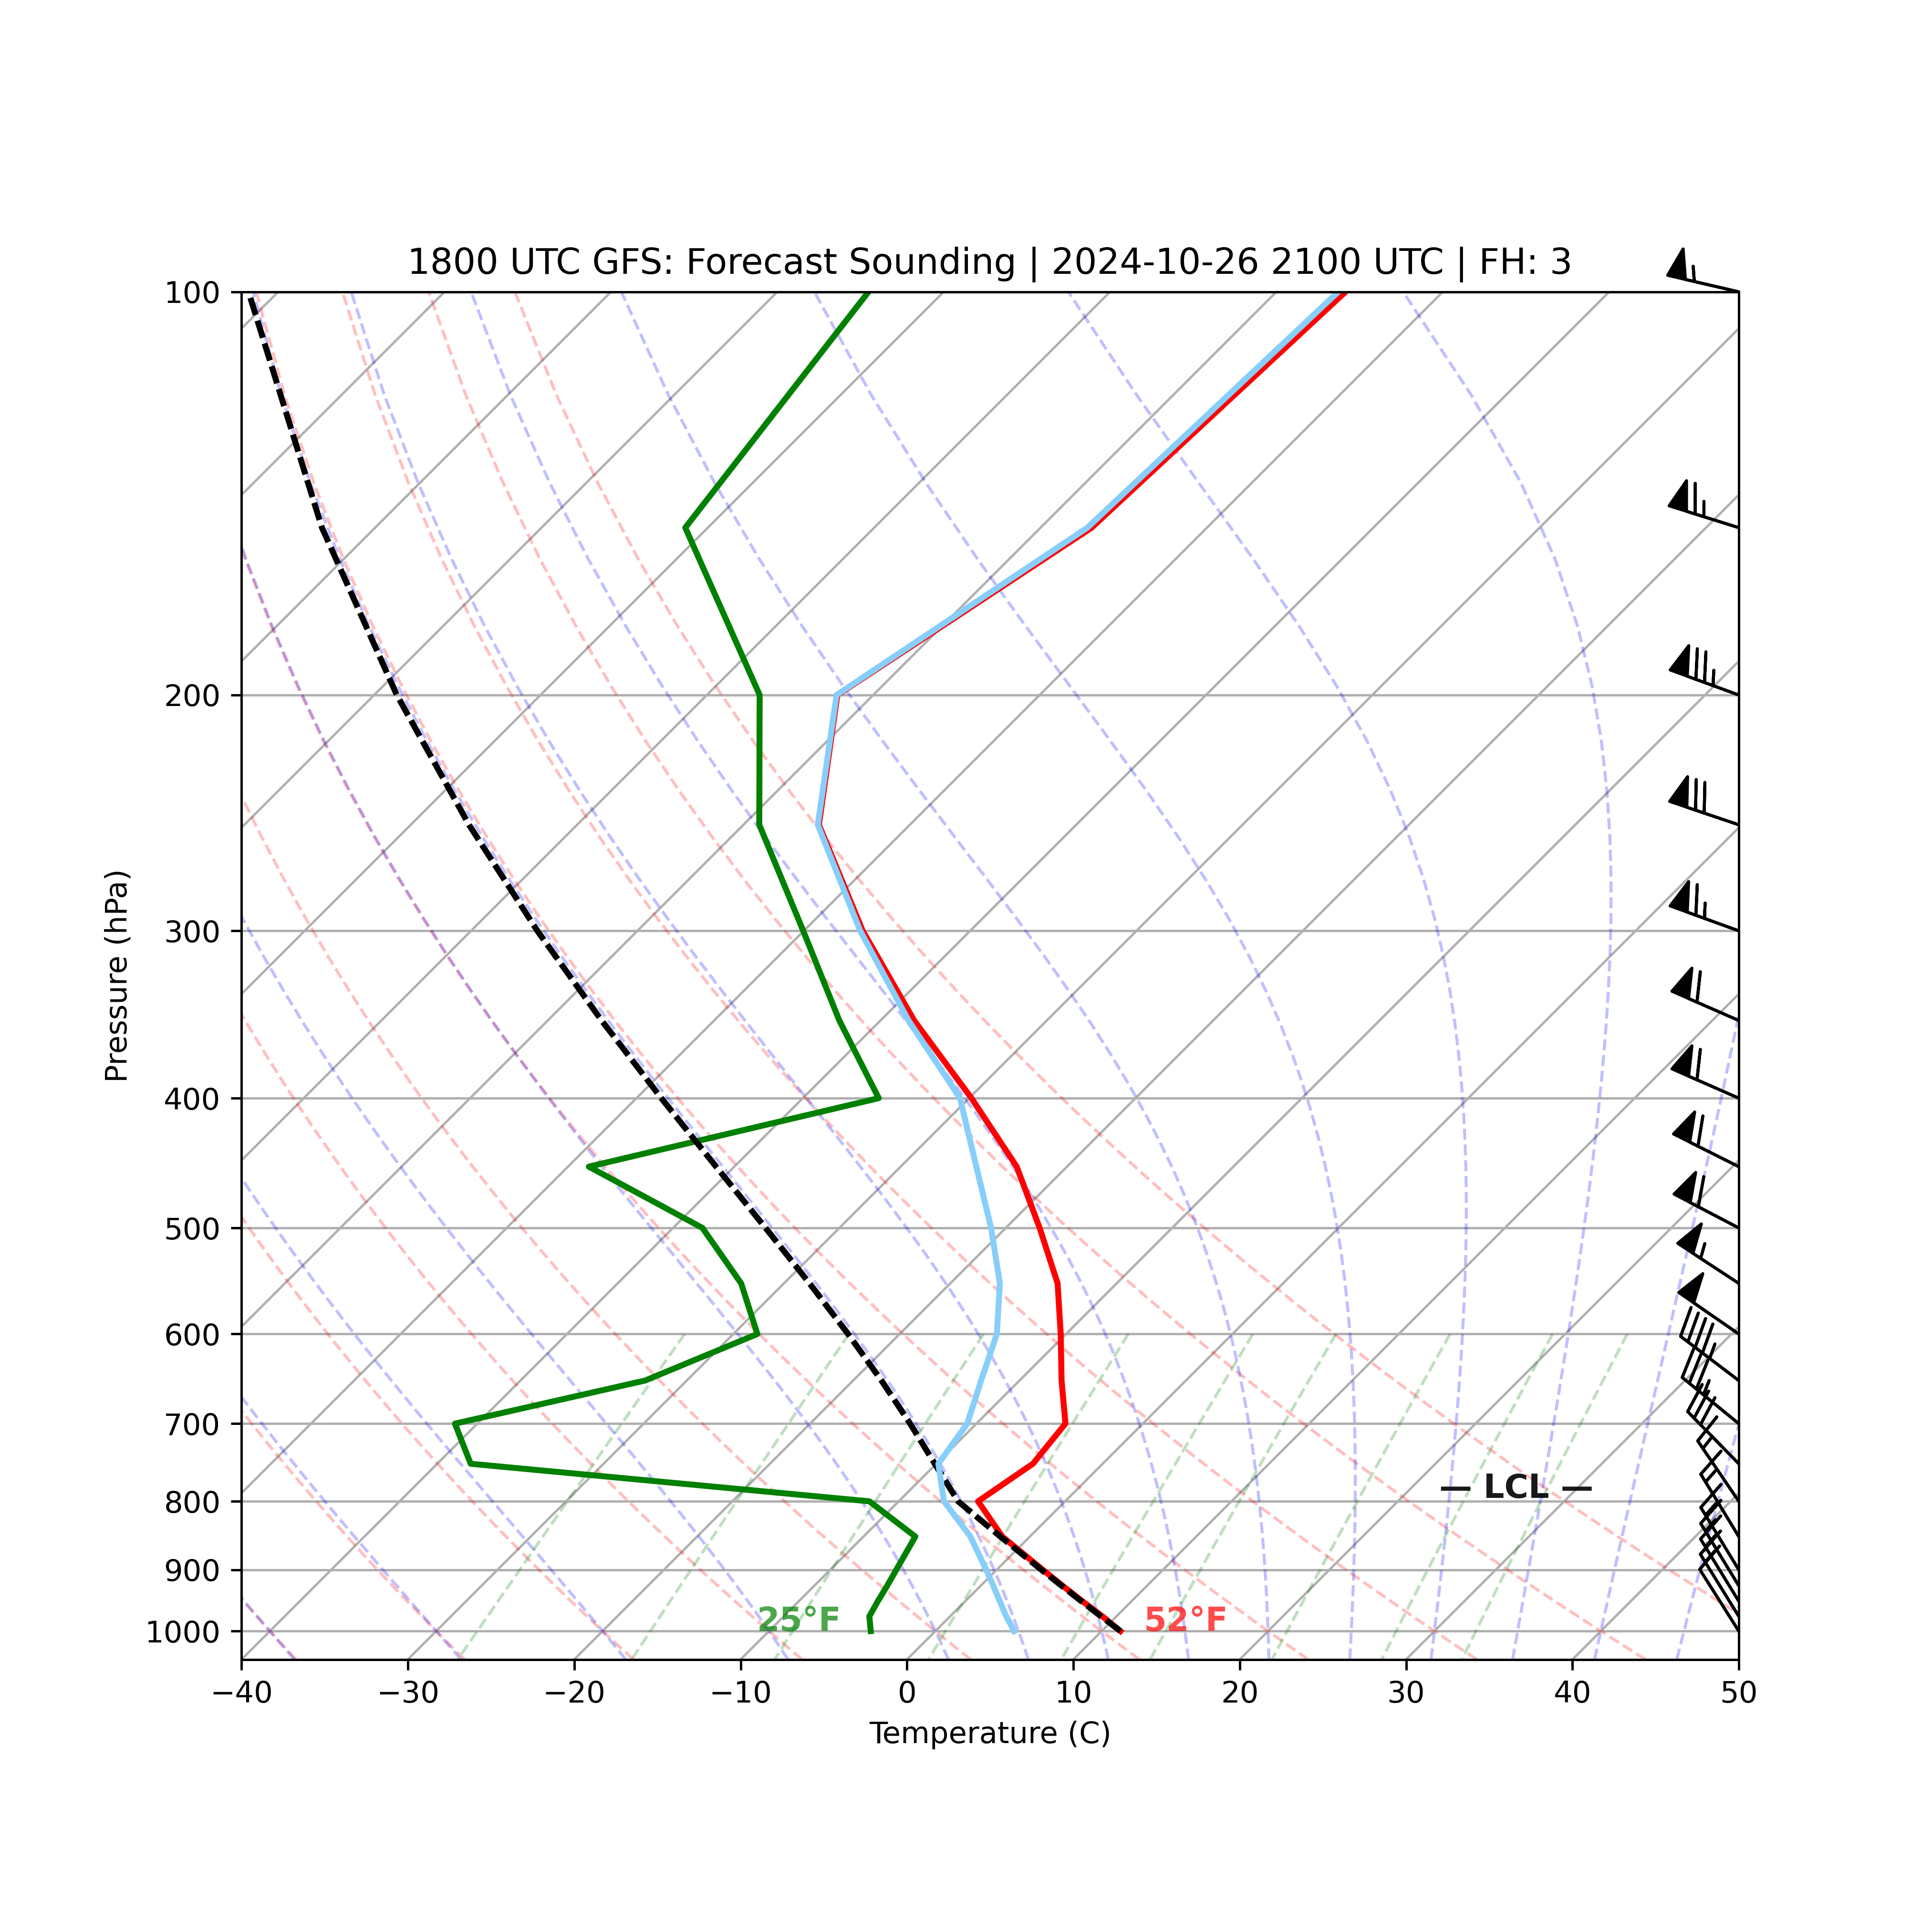 1800 UTC GFS: Forecast Sounding | 2024-10-26 2100 UTC | FH: 3
100
200
300
400
500
600
700
800
900
1000
Pressure (hPa)
— LCL —
25°F
52°F
−40 −30 −20 −10 0 10 20 30 40 50
Temperature (C)